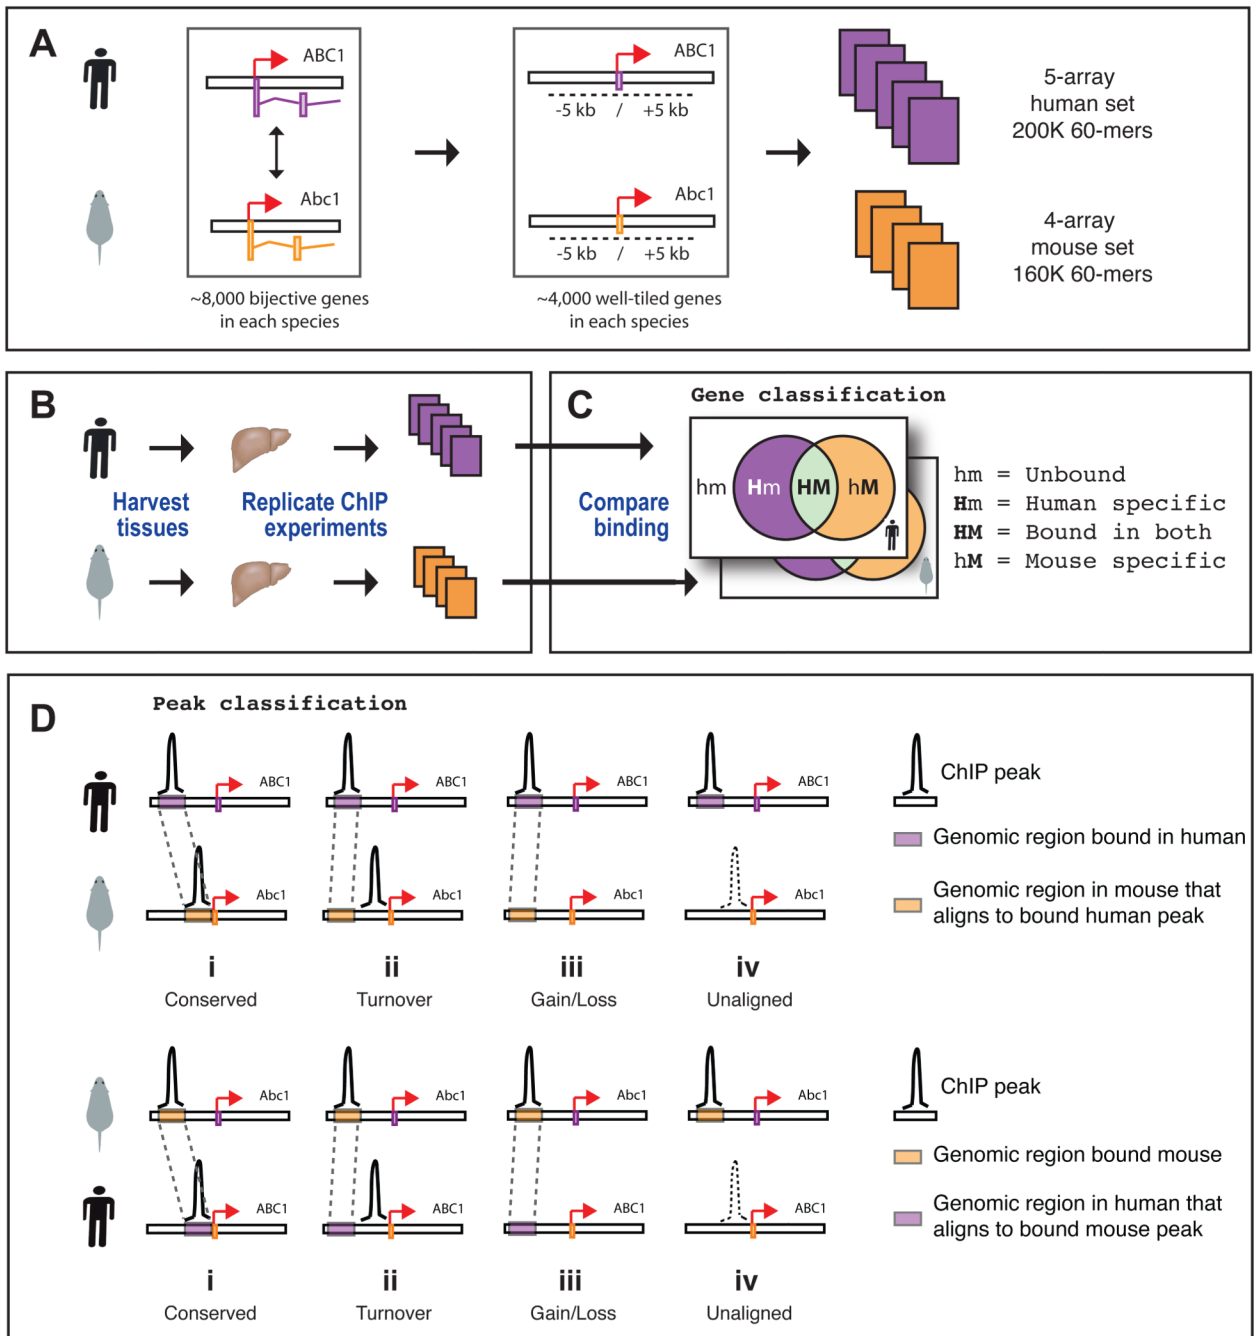 A
ABC1
Abc1
~8,000 bijective genes
in each species
ABC1
-5 kb / +5 kb
Abc1
-5 kb / +5 kb
~4,000 well-tiled genes
in each species
5-array
human set
200K 60-mers
4-array
mouse set
160K 60-mers
B
Harvest
tissues
Replicate ChIP
experiments
C
Compare
binding
Gene classification
hm
Hm
HM
hM
hm = Unbound
Hm = Human specific
HM = Bound in both
hM = Mouse specific
D
Peak classification
ABC1
ABC1
ABC1
ABC1
Abc1
Abc1
Abc1
Abc1
i
ii
iii
iv
Conserved
Turnover
Gain/Loss
Unaligned
ChIP peak
Genomic region bound in human
Genomic region in mouse that
aligns to bound human peak
Abc1
Abc1
Abc1
Abc1
ABC1
ABC1
ABC1
ABC1
i
ii
iii
iv
Conserved
Turnover
Gain/Loss
Unaligned
ChIP peak
Genomic region bound mouse
Genomic region in human that
aligns to bound mouse peak